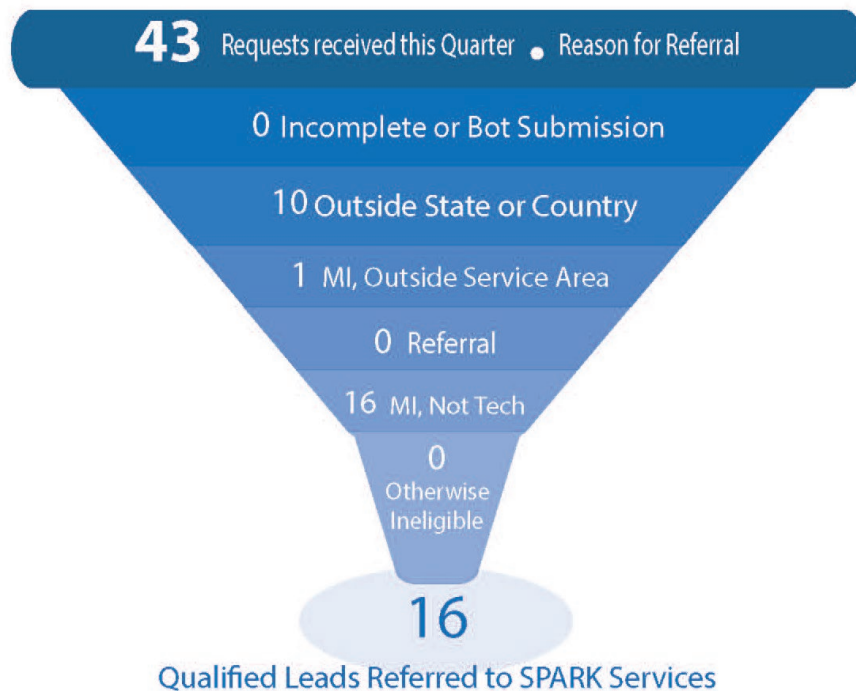 43 Requests received this Quarter . Reason for Referral
0 Incomplete or Bot Submission
10 Outside State or Country
1 MI, Outside Service Area
0 Referral
16 MI, Not Tech
0
Otherwise
Ineligible
16
Qualified Leads Referred to SPARK Services